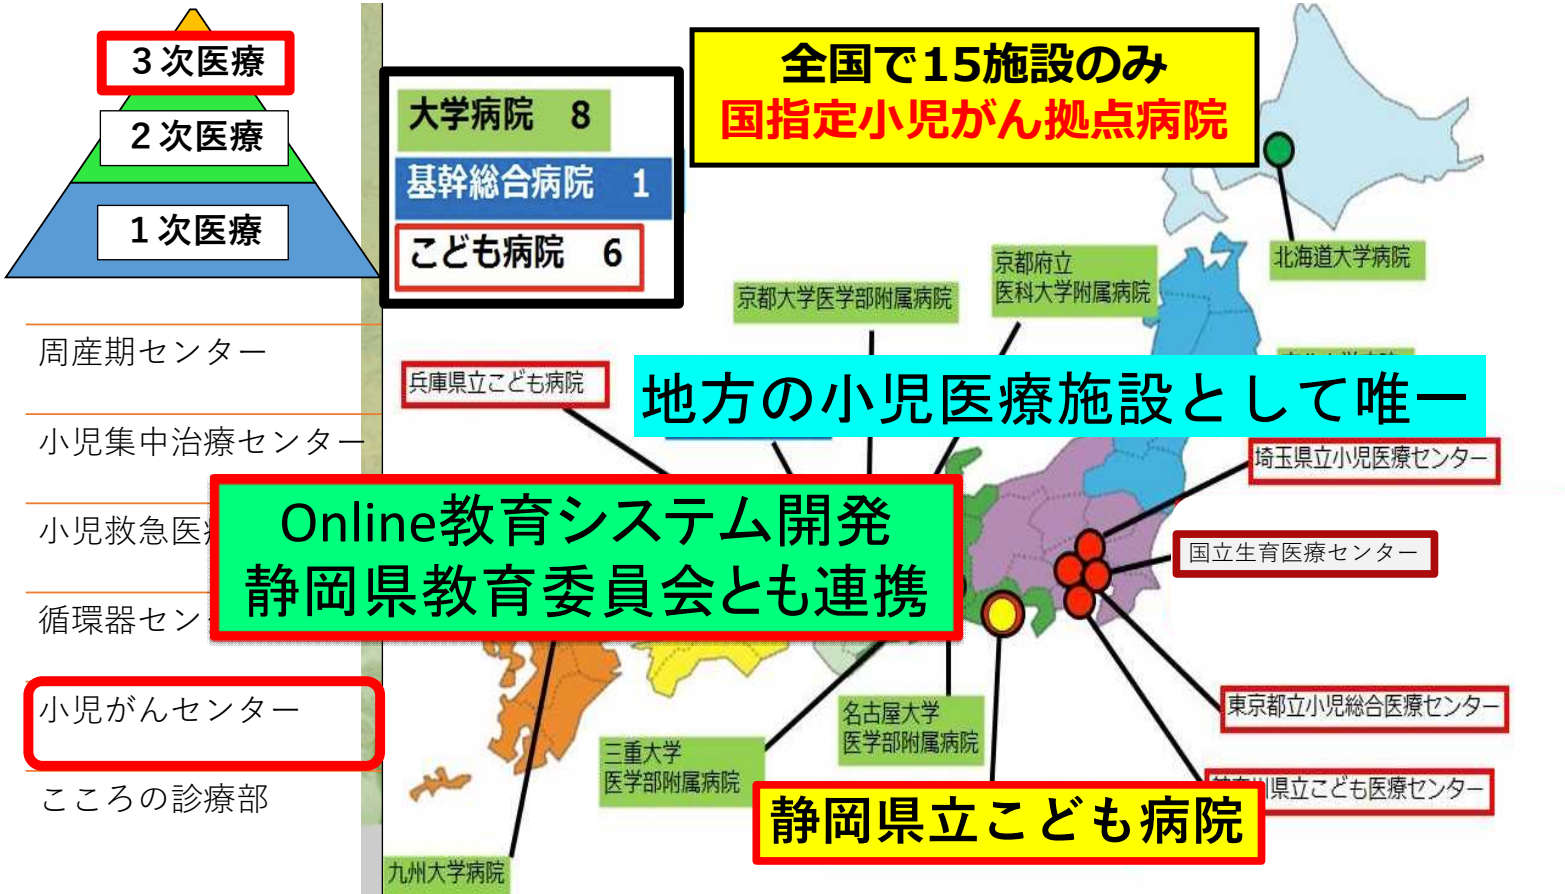 ３次医療
２次医療
１次医療
周産期センター
小児集中治療センター
小児救急医
循環器セン
小児がんセンター
こころの診療部
大学病院 8
基幹総合病院 1
こども病院 6
全国で15施設のみ
国指定小児がん拠点病院
北海道大学病院
京都府立
医科大学附属病院
京都大学医学部附属病院
兵庫県立こども病院
地方の小児医療施設として唯一
埼玉県立小児医療センター
国立生育医療センター
Online教育システム開発
静岡県教育委員会とも連携
東京都立小児総合医療センター
名古屋大学
医学部附属病院
三重大学
医学部附属病院
川県立こども医療センター
静岡県立こども病院
九州大学病院